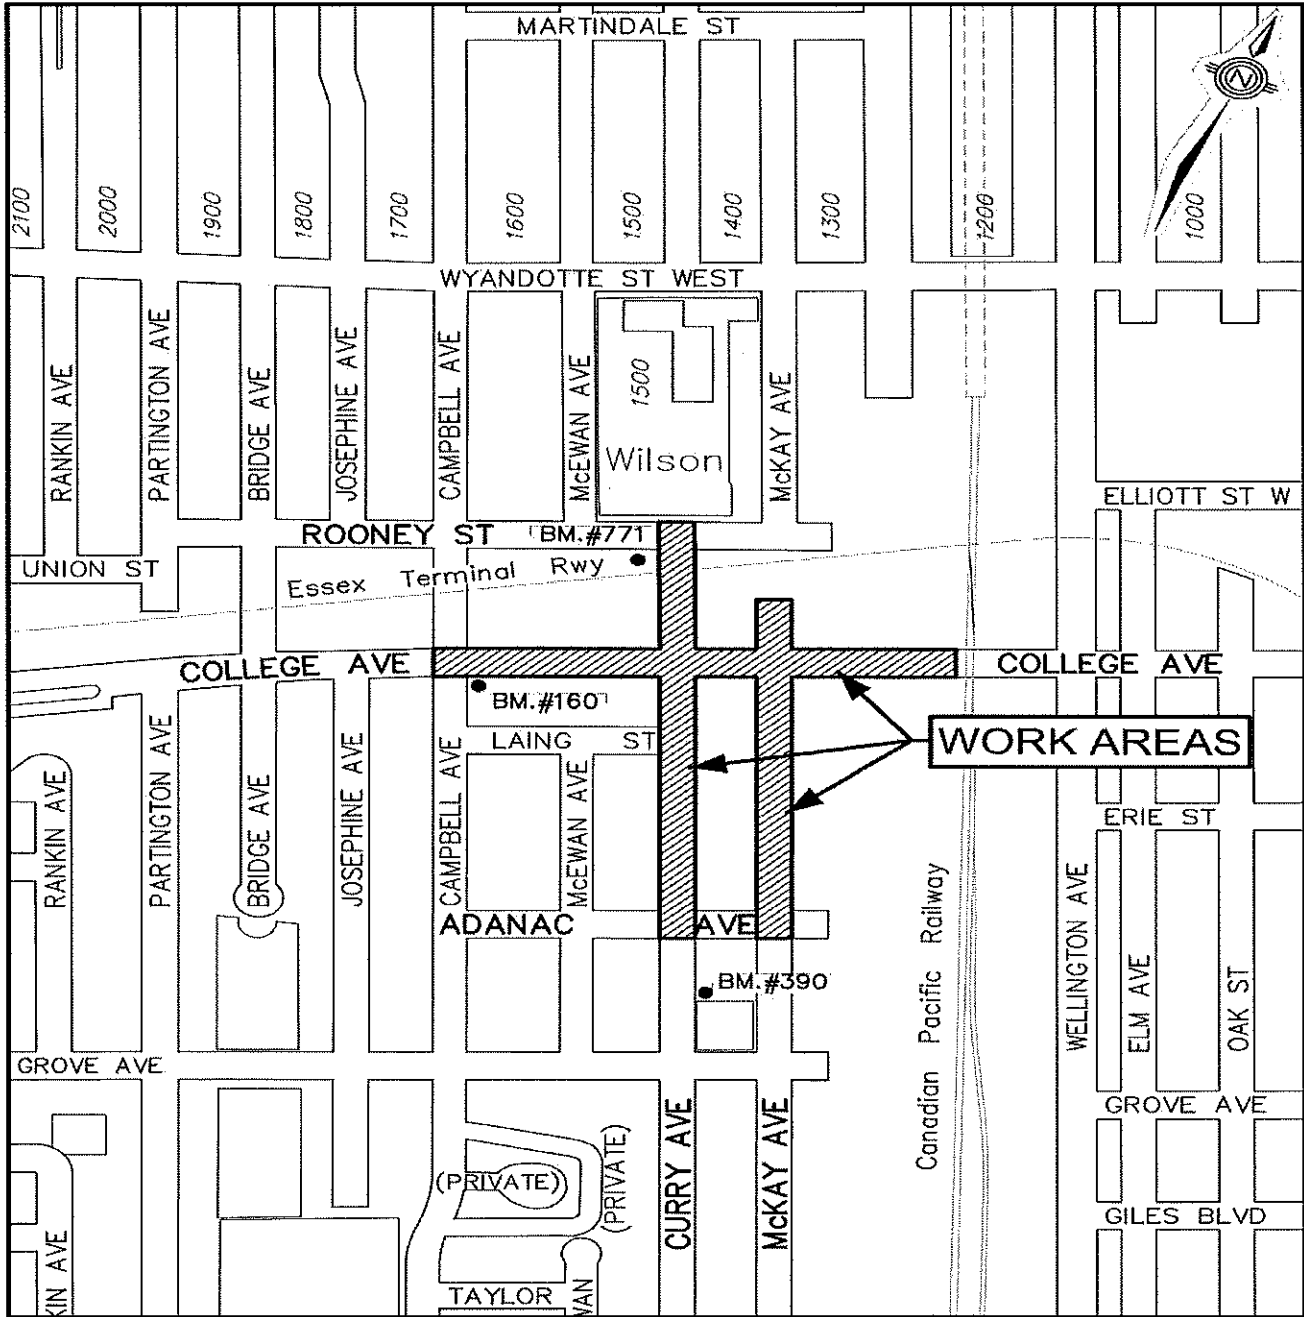 MARTINDALE ST
N
2100
2000
1900
1800
1700
1600
1500
1400
1300
1200
1000
WYANDOTTE ST WEST
RANKIN AVE
PARTINGTON AVE
BRIDGE AVE
JOSEPHINE AVE
CAMPBELL AVE
McEWAN AVE
1500
Wilson
McKAY AVE
ELLIOTT ST W
ROONEY ST
BM.#771
UNION ST
Essex Terminal Rwy
COLLEGE AVE
COLLEGE AVE
BM.#160
LAING ST
WORK AREAS
RANKIN AVE
PARTINGTON AVE
BRIDGE AVE
JOSEPHINE AVE
CAMPBELL AVE
McEWAN AVE
ERIE ST
ADANAC AVE
Canadian Pacific Railway
WELLINGTON AVE
ELM AVE
OAK ST
BM.#390
GROVE AVE
GROVE AVE
CURRY AVE
McKAY AVE
(PRIVATE)
(PRIVATE)
GILES BLVD
KIN AVE
TAYLOR
WAN